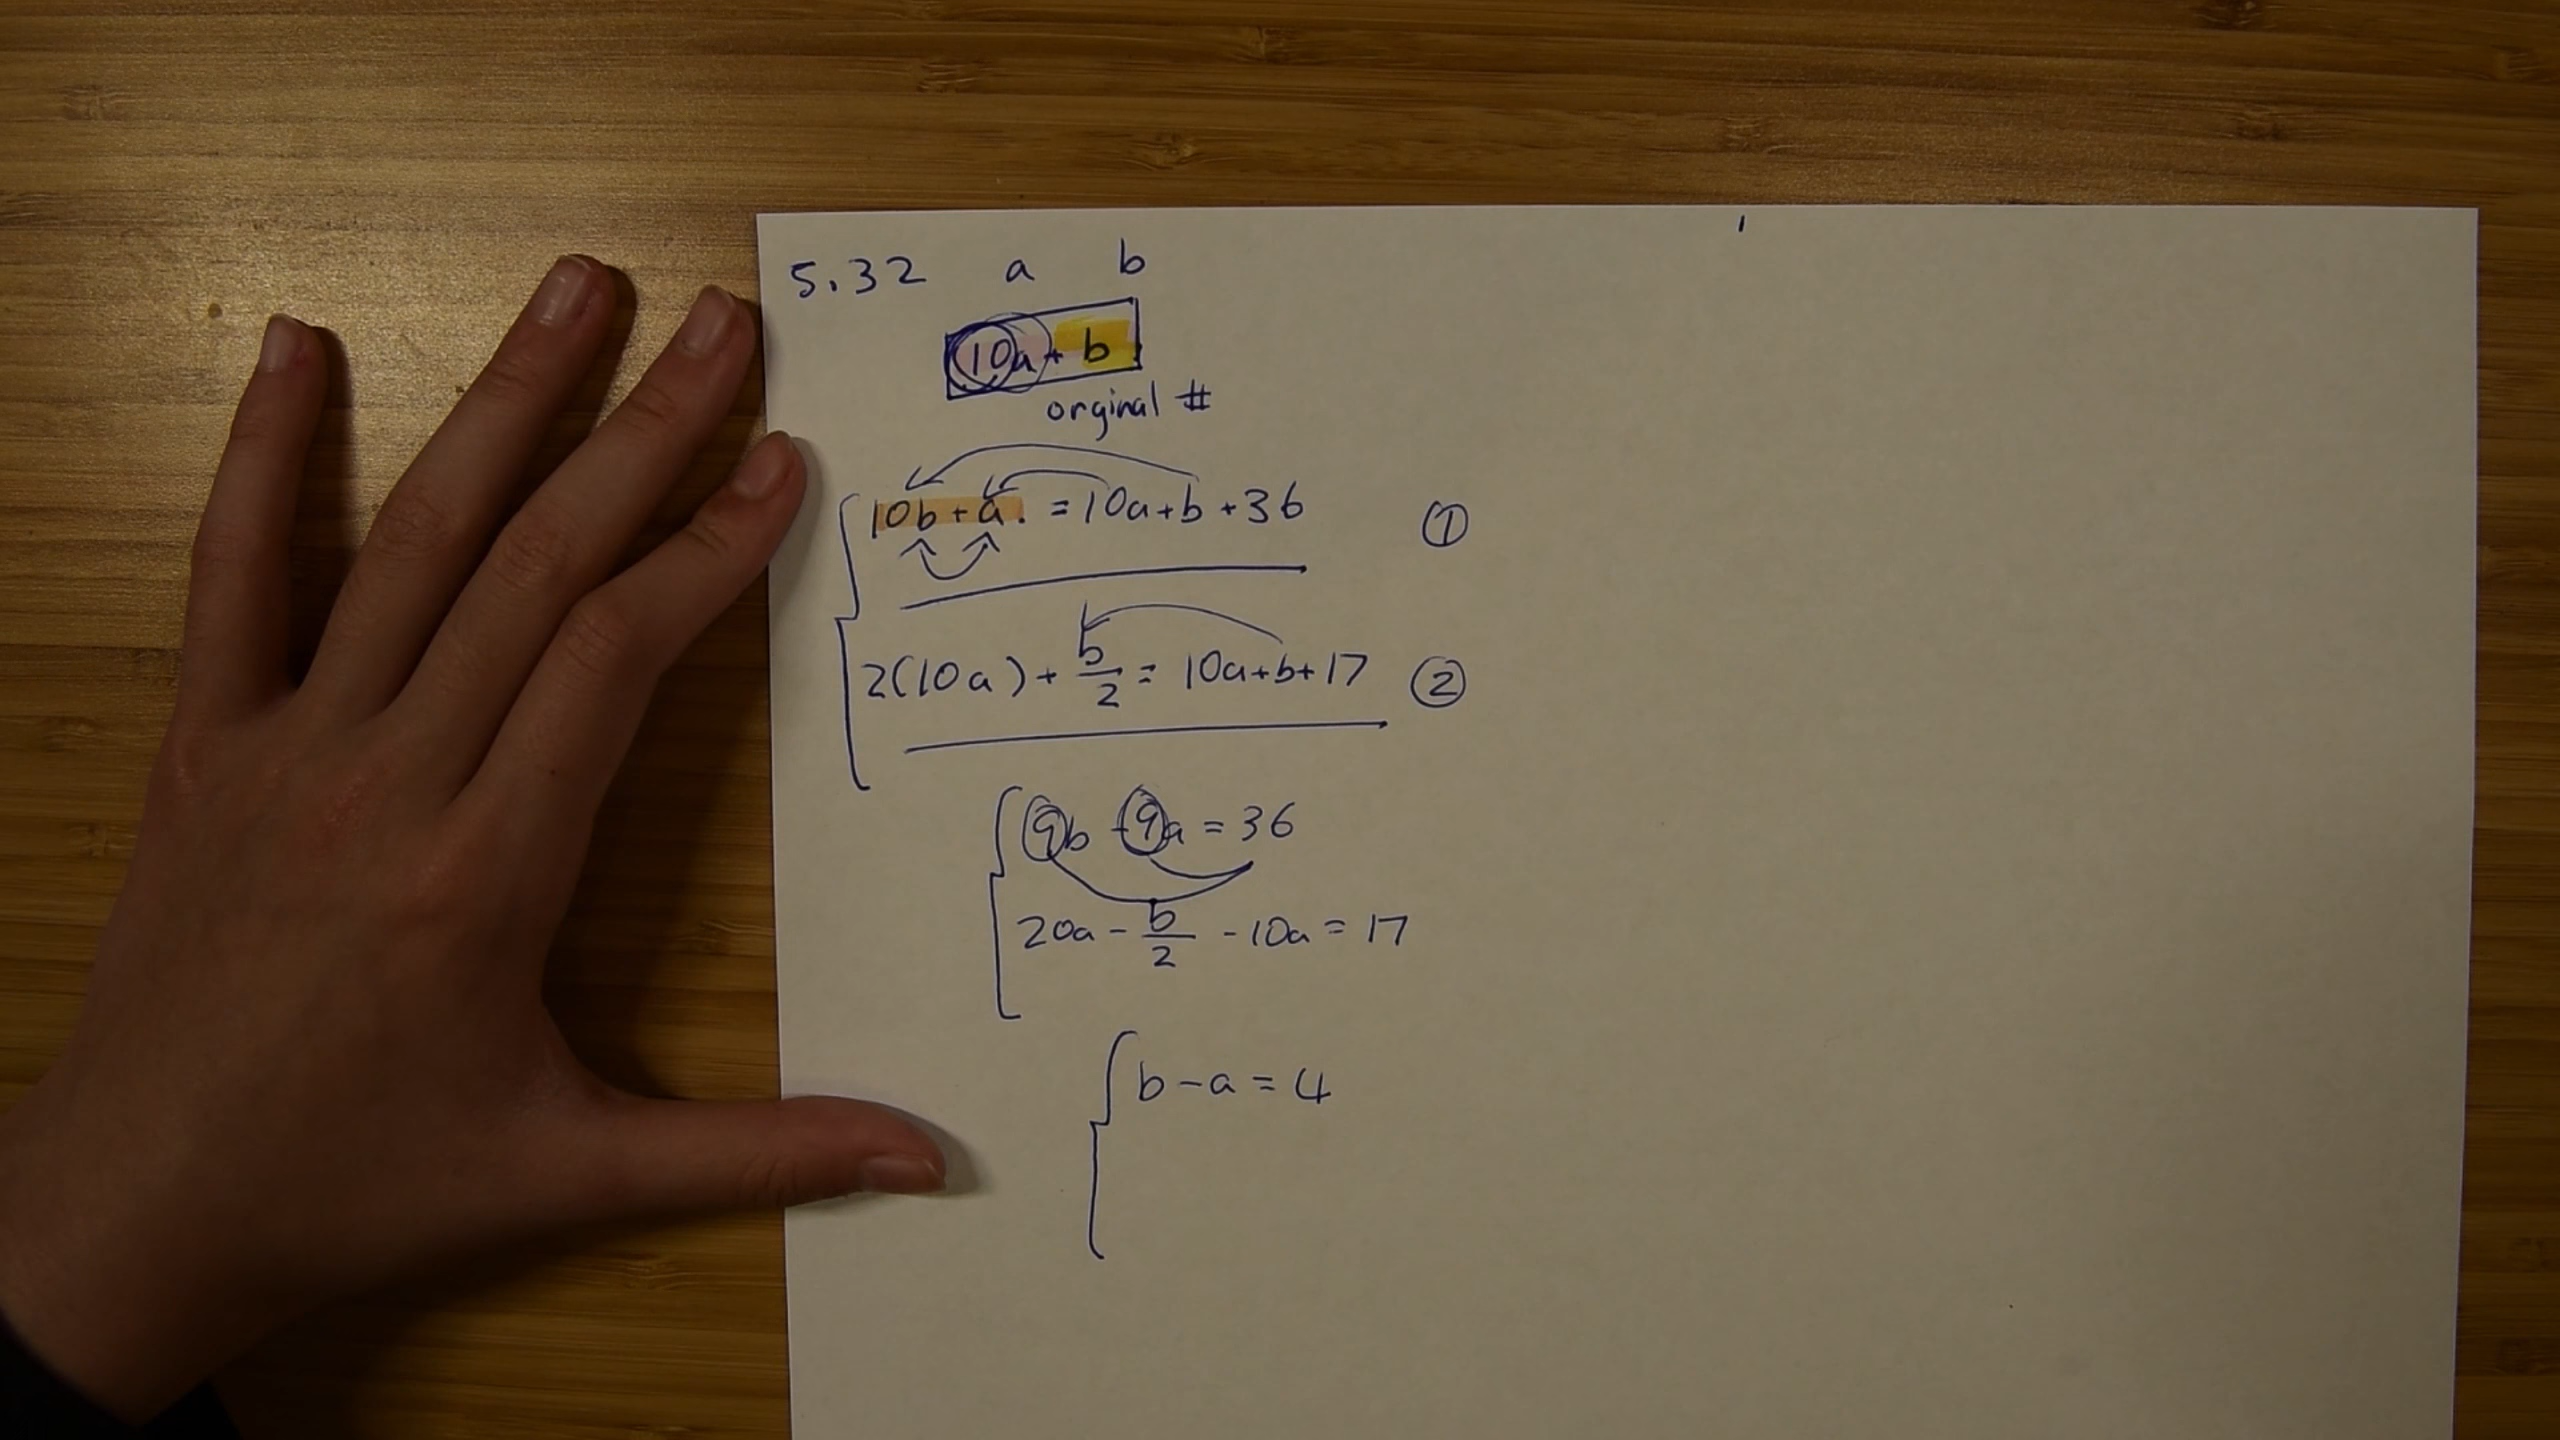 5.32 a b
10a + b
orginal #
10b + a. = 10a + b + 36 ①
2(10a) + b/2 = 10a + b + 17 ②
9b - 9a = 36
20a - b/2 - 10a = 17
b - a = 4